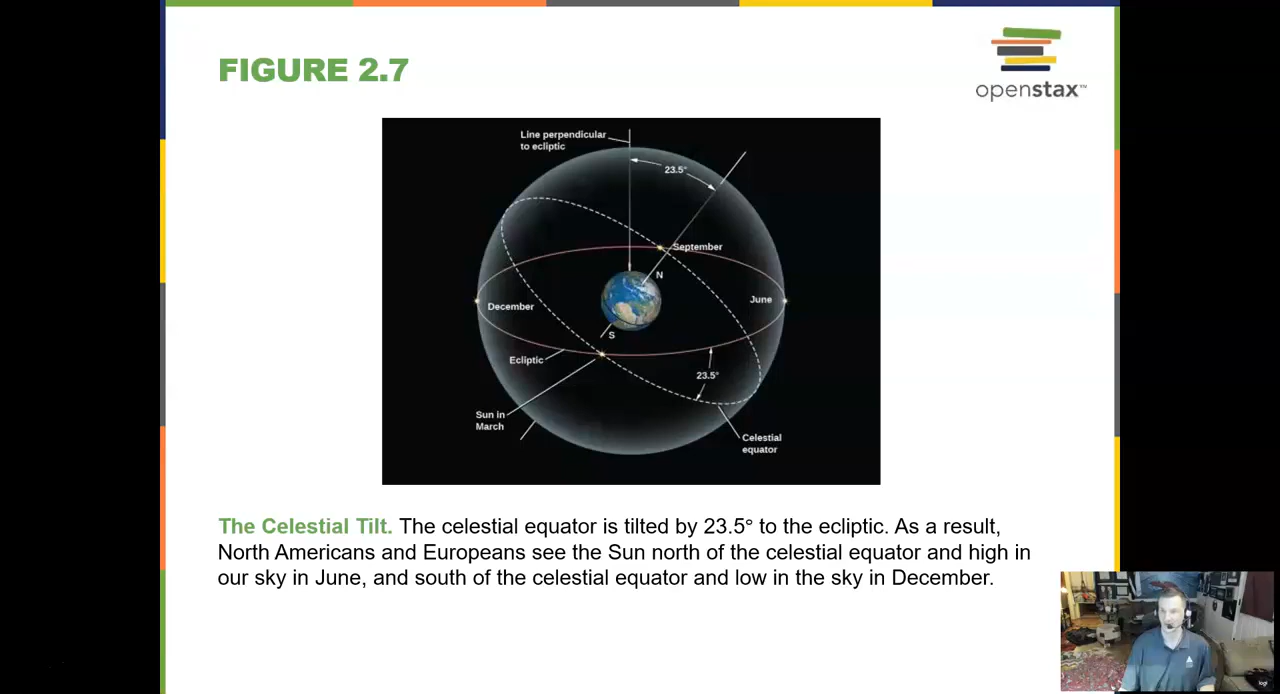 FIGURE 2.7
openstax™
Line perpendicular
to ecliptic
23.5°
September
N
December
June
S
Ecliptic
23.5°
Sun in
March
Celestial
equator
The Celestial Tilt. The celestial equator is tilted by 23.5° to the ecliptic. As a result,
North Americans and Europeans see the Sun north of the celestial equator and high in
our sky in June, and south of the celestial equator and low in the sky in December.
logi